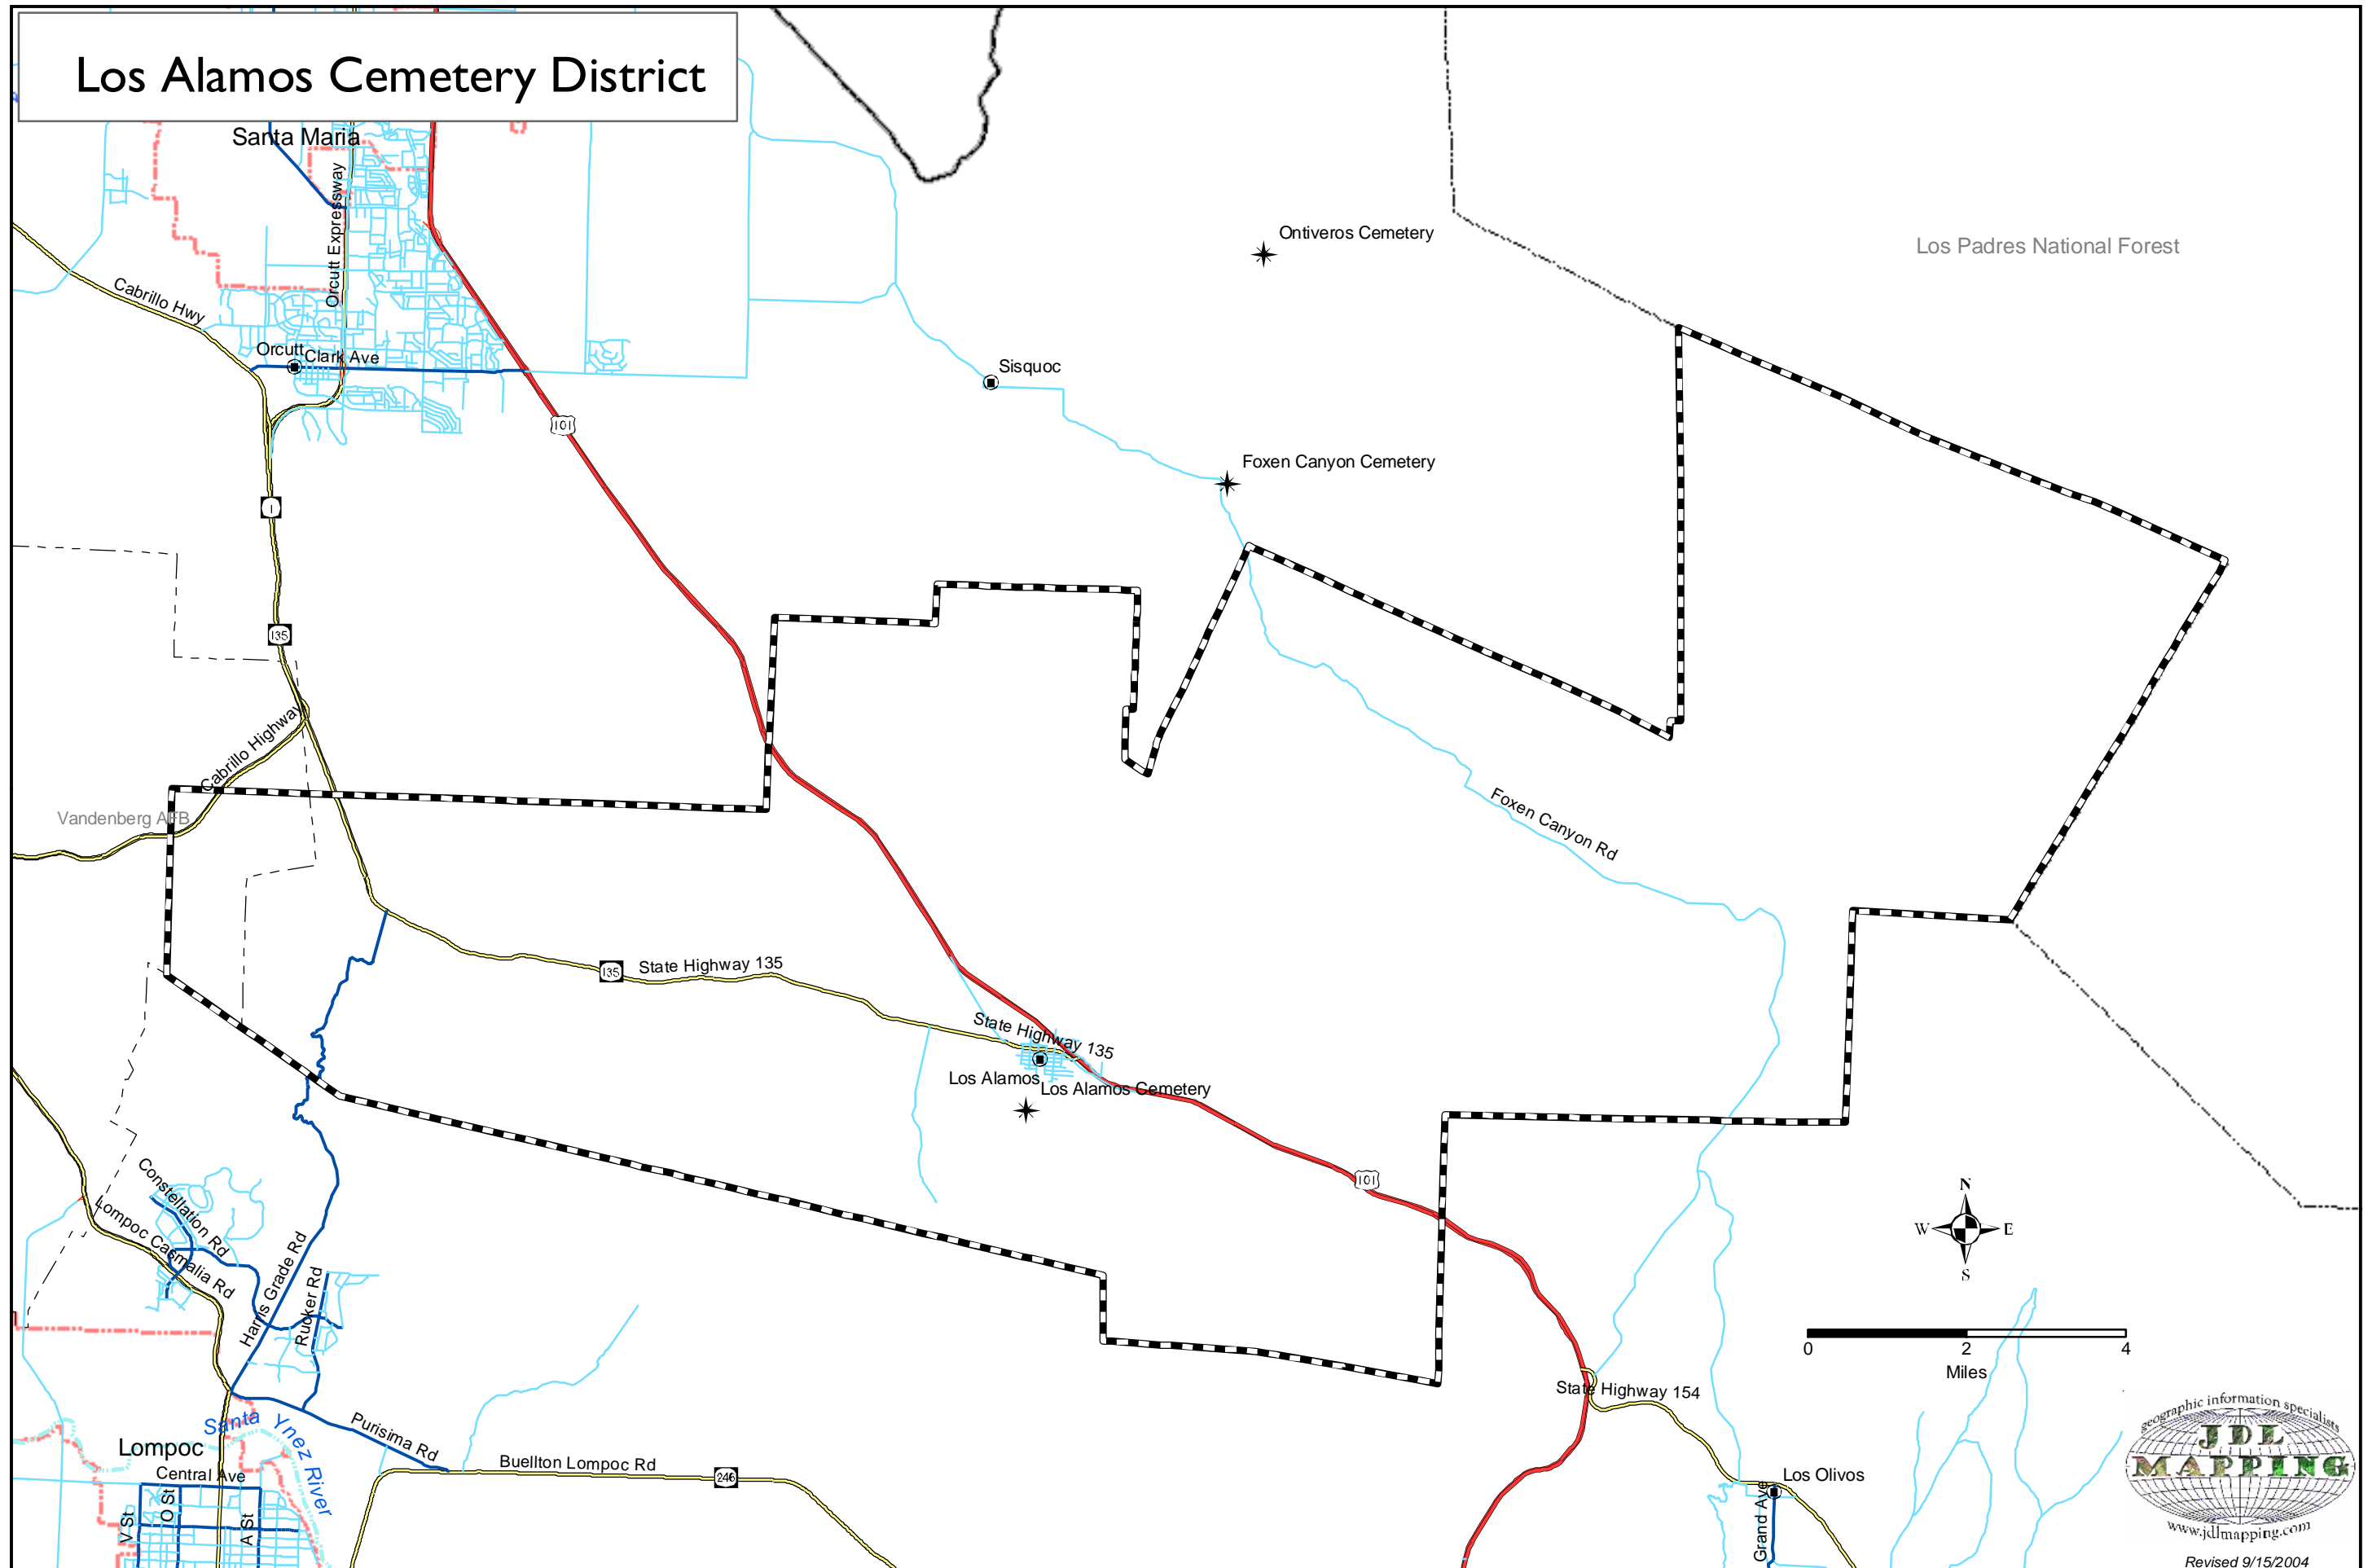 Los Alamos Cemetery District
Santa Maria
Orcutt Expressway
Ontiveros Cemetery
Los Padres National Forest
Cabrillo Hwy
Orcutt
Clark Ave
Sisquoc
101
Foxen Canyon Cemetery
1
135
Cabrillo Highway
Vandenberg AFB
Foxen Canyon Rd
135
State Highway 135
State Highway 135
Los Alamos
Los Alamos Cemetery
101
Constellation Rd
Lompoc Casmalia Rd
Harris Grade Rd
Rucker Rd
N
W
E
S
0
2
4
Miles
State Highway 154
Santa Ynez River
Purisima Rd
Lompoc
Central Ave
Buellton Lompoc Rd
246
Los Olivos
V St
O St
A St
Grand Ave
geographic information specialists
JDL
MAPPING
www.jdlmapping.com
Revised 9/15/2004